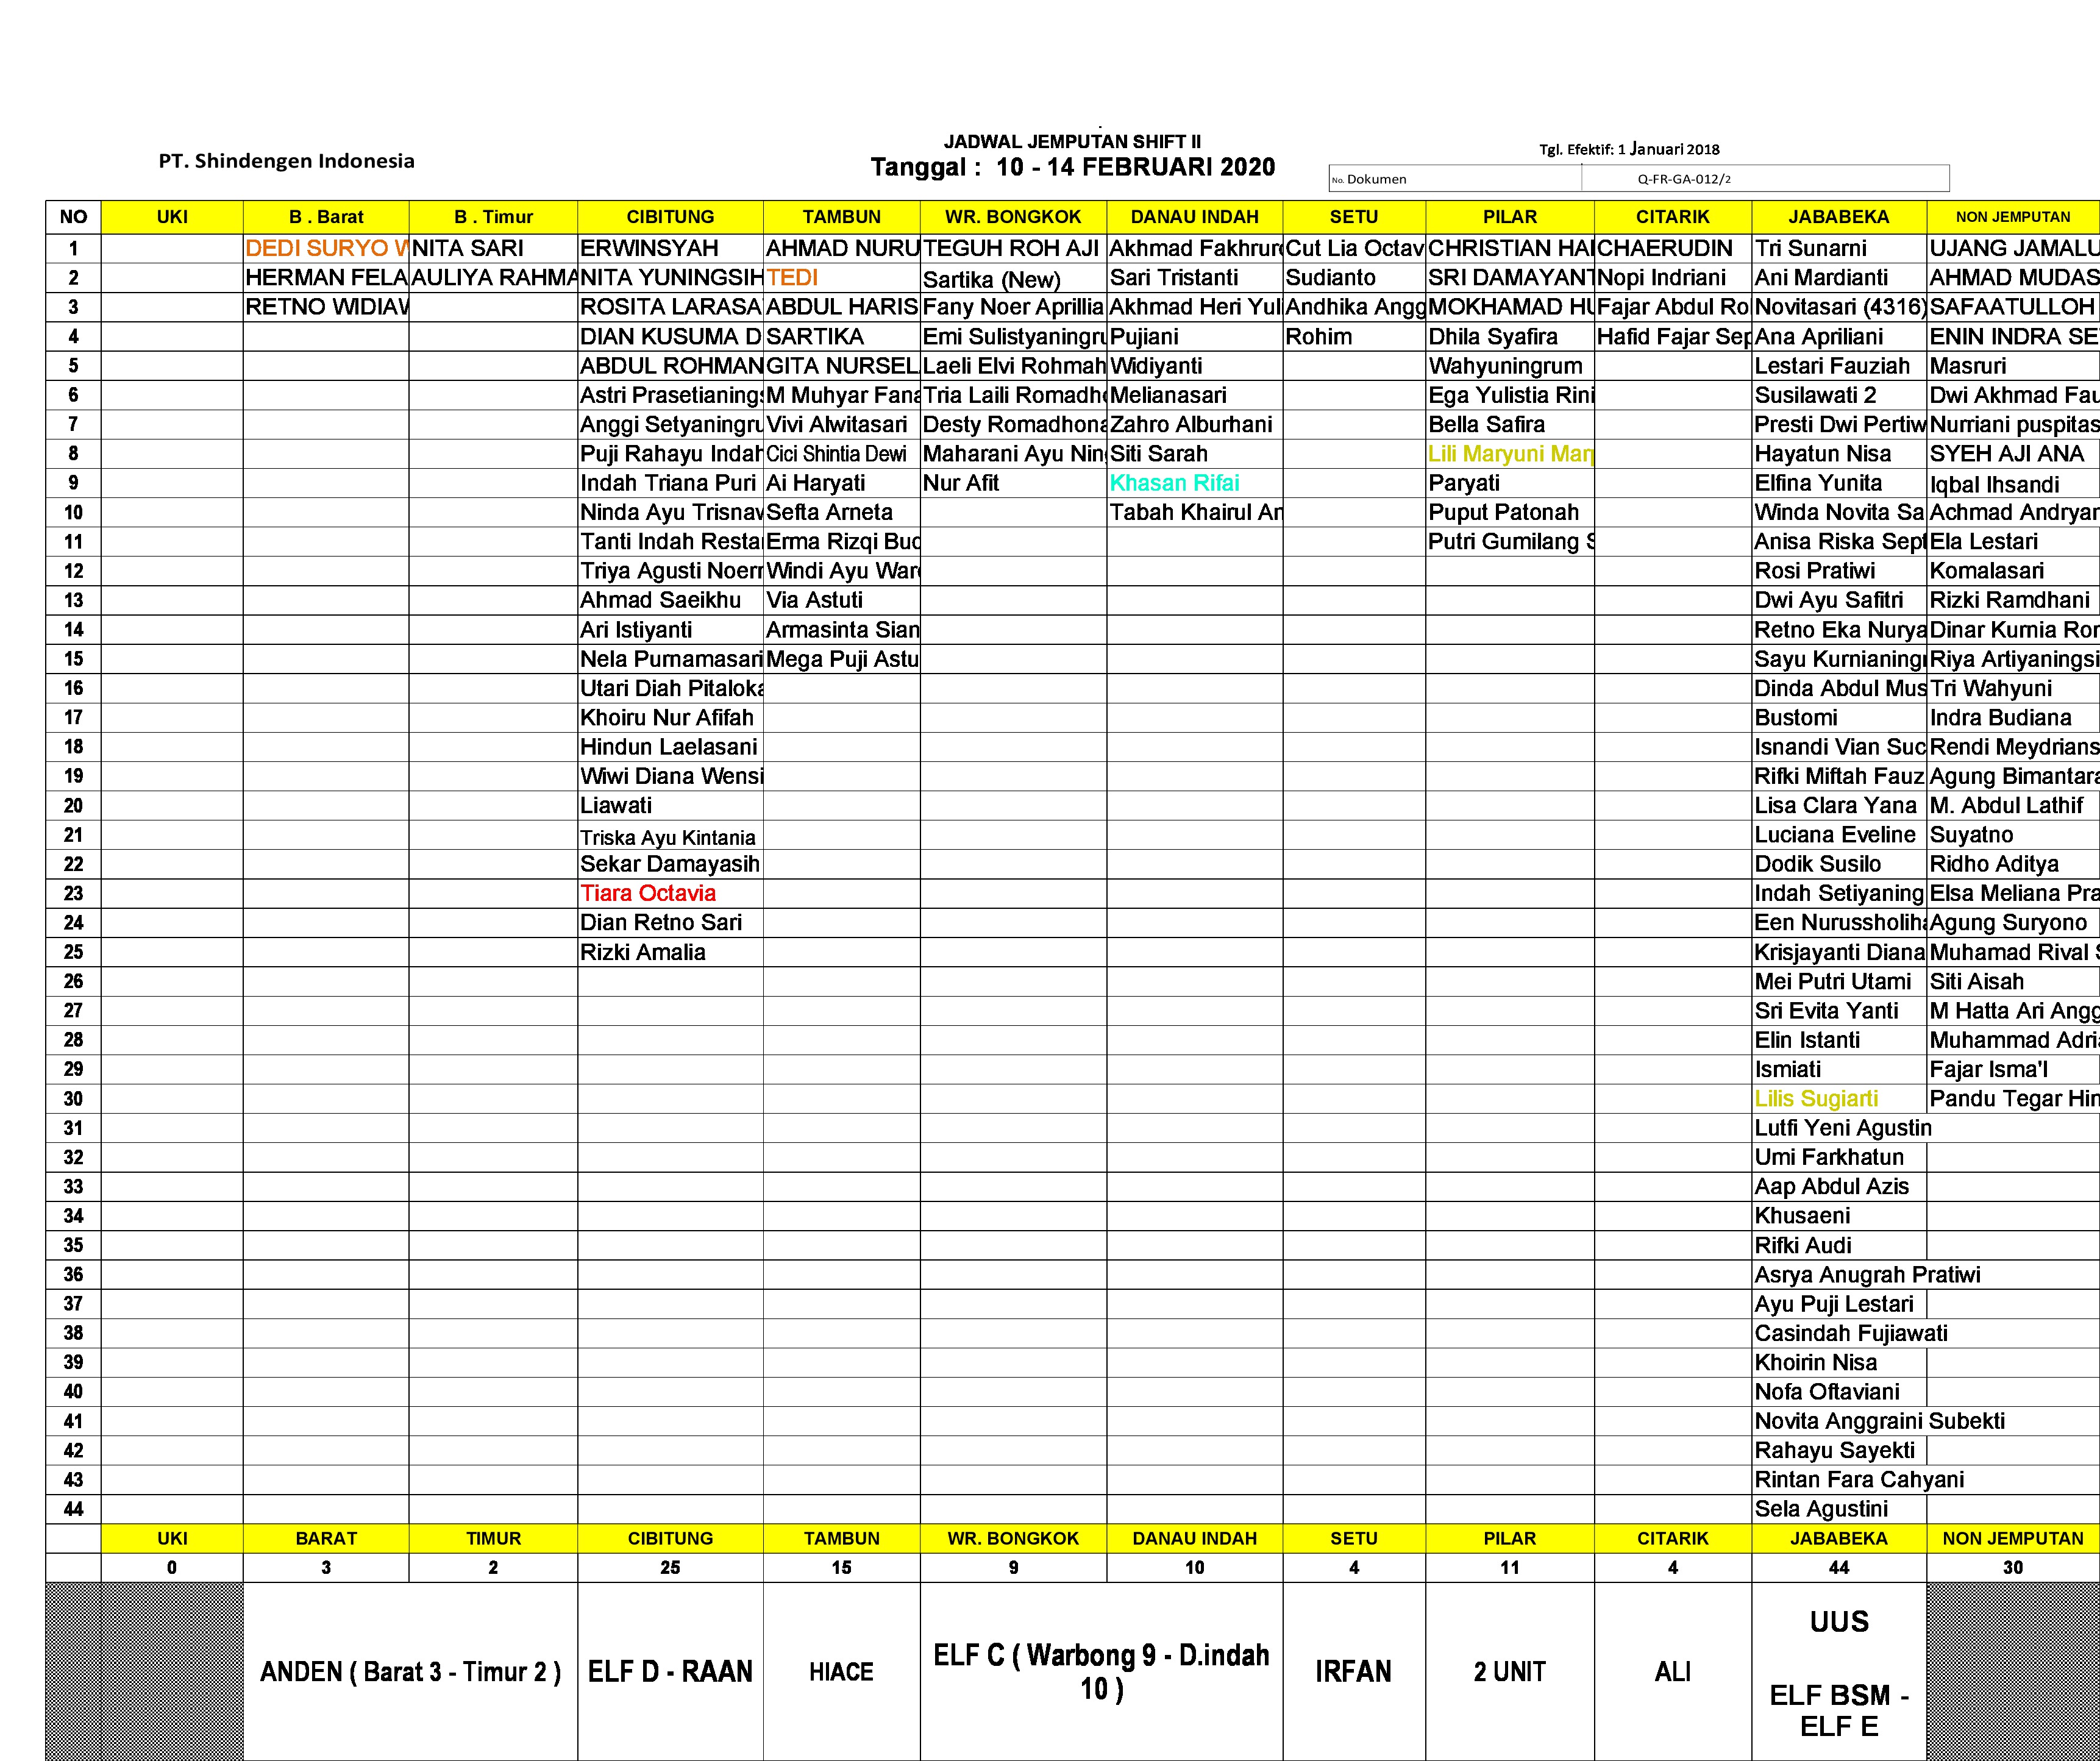 JADWAL JEMPUTAN SHIFT II
PT. Shindengen Indonesia
Tanggal : 10 - 14 FEBRUARI 2020
Tgl. Efektif: 1 Januari 2018
No. Dokumen Q-FR-GA-012/2
NO UKI B . Barat B . Timur CIBITUNG TAMBUN WR. BONGKOK DANAU INDAH SETU PILAR CITARIK JABABEKA NON JEMPUTAN
1 DEDI SURYO NITA SARI ERWINSYAH AHMAD NURU TEGUH ROH AJI Akhmad Fakhrur Cut Lia Octav CHRISTIAN HA CHAERUDIN Tri Sunarni UJANG JAMALU
2 HERMAN FELA AULIYA RAHMA NITA YUNINGSIH TEDI Sartika (New) Sari Tristanti Sudianto SRI DAMAYAN Nopi Indriani Ani Mardianti AHMAD MUDAS
3 RETNO WIDIA ROSITA LARASA ABDUL HARIS Fany Noer Aprillia Akhmad Heri Yuli Andhika Angg MOKHAMAD HU Fajar Abdul Ro Novitasari (4316) SAFAATULLOH
4 DIAN KUSUMA D SARTIKA Emi Sulistyaningru Pujiani Rohim Dhila Syafira Hafid Fajar Sep Ana Apriliani ENIN INDRA SE
5 ABDUL ROHMAN GITA NURSEL Laeli Elvi Rohmah Widiyanti Wahyuningrum Lestari Fauziah Masruri
6 Astri Prasetianing M Muhyar Fana Tria Laili Romadh Melianasari Ega Yulistia Rini Susilawati 2 Dwi Akhmad Fau
7 Anggi Setyaningru Vivi Alwitasari Desty Romadhona Zahro Alburhani Bella Safira Presti Dwi Pertiw Nurriani puspitas
8 Puji Rahayu Indah Cici Shintia Dewi Maharani Ayu Nin Siti Sarah Lili Maryuni Mar Hayatun Nisa SYEH AJI ANA
9 Indah Triana Puri Ai Haryati Nur Afit Khasan Rifai Paryati Elfina Yunita Iqbal Ihsandi
10 Ninda Ayu Trisna Sefta Arneta Tabah Khairul Puput Patonah Winda Novita Sa Achmad Andryan
11 Tanti Indah Resta Erma Rizqi Bud Putri Gumilang S Anisa Riska Sept Ela Lestari
12 Triya Agusti Noer Windi Ayu War Rosi Pratiwi Komalasari
13 Ahmad Saeikhu Via Astuti Dwi Ayu Safitri Rizki Ramdhani
14 Ari Istiyanti Armasinta Sian Retno Eka Nurya Dinar Kurnia Ro
15 Nela Purnamasari Mega Puji Astu Sayu Kurnianing Riya Artiyaningsi
16 Utari Diah Pitaloka Dinda Abdul Mus Tri Wahyuni
17 Khoiru Nur Afifah Bustomi Indra Budiana
18 Hindun Laelasani Isnandi Vian Suc Rendi Meydrians
19 Wiwi Diana Wensi Rifki Miftah Fauz Agung Bimantara
20 Liawati Lisa Clara Yana M. Abdul Lathif
21 Triska Ayu Kintania Luciana Eveline Suyatno
22 Sekar Damayasih Dodik Susilo Ridho Aditya
23 Tiara Octavia Indah Setiyaning Elsa Meliana Pra
24 Dian Retno Sari Een Nurussholiha Agung Suryono
25 Rizki Amalia Krisjayanti Diana Muhamad Rival S
26 Mei Putri Utami Siti Aisah
27 Sri Evita Yanti M Hatta Ari Angg
28 Elin Istanti Muhammad Adri
29 Ismiati Fajar Isma'l
30 Lilis Sugiarti Pandu Tegar Hin
31 Lutfi Yeni Agustin
32 Umi Farkhatun
33 Aap Abdul Azis
34 Khusaeni
35 Rifki Audi
36 Asrya Anugrah Pratiwi
37 Ayu Puji Lestari
38 Casindah Fujiawati
39 Khoirin Nisa
40 Nofa Oftaviani
41 Novita Anggraini Subekti
42 Rahayu Sayekti
43 Rintan Fara Cahyani
44 Sela Agustini
UKI BARAT TIMUR CIBITUNG TAMBUN WR. BONGKOK DANAU INDAH SETU PILAR CITARIK JABABEKA NON JEMPUTAN
0 3 2 25 15 9 10 4 11 4 44 30
ANDEN ( Barat 3 - Timur 2 ) ELF D - RAAN HIACE ELF C ( Warbong 9 - D.indah 10 ) IRFAN 2 UNIT ALI UUS
ELF BSM -
ELF E